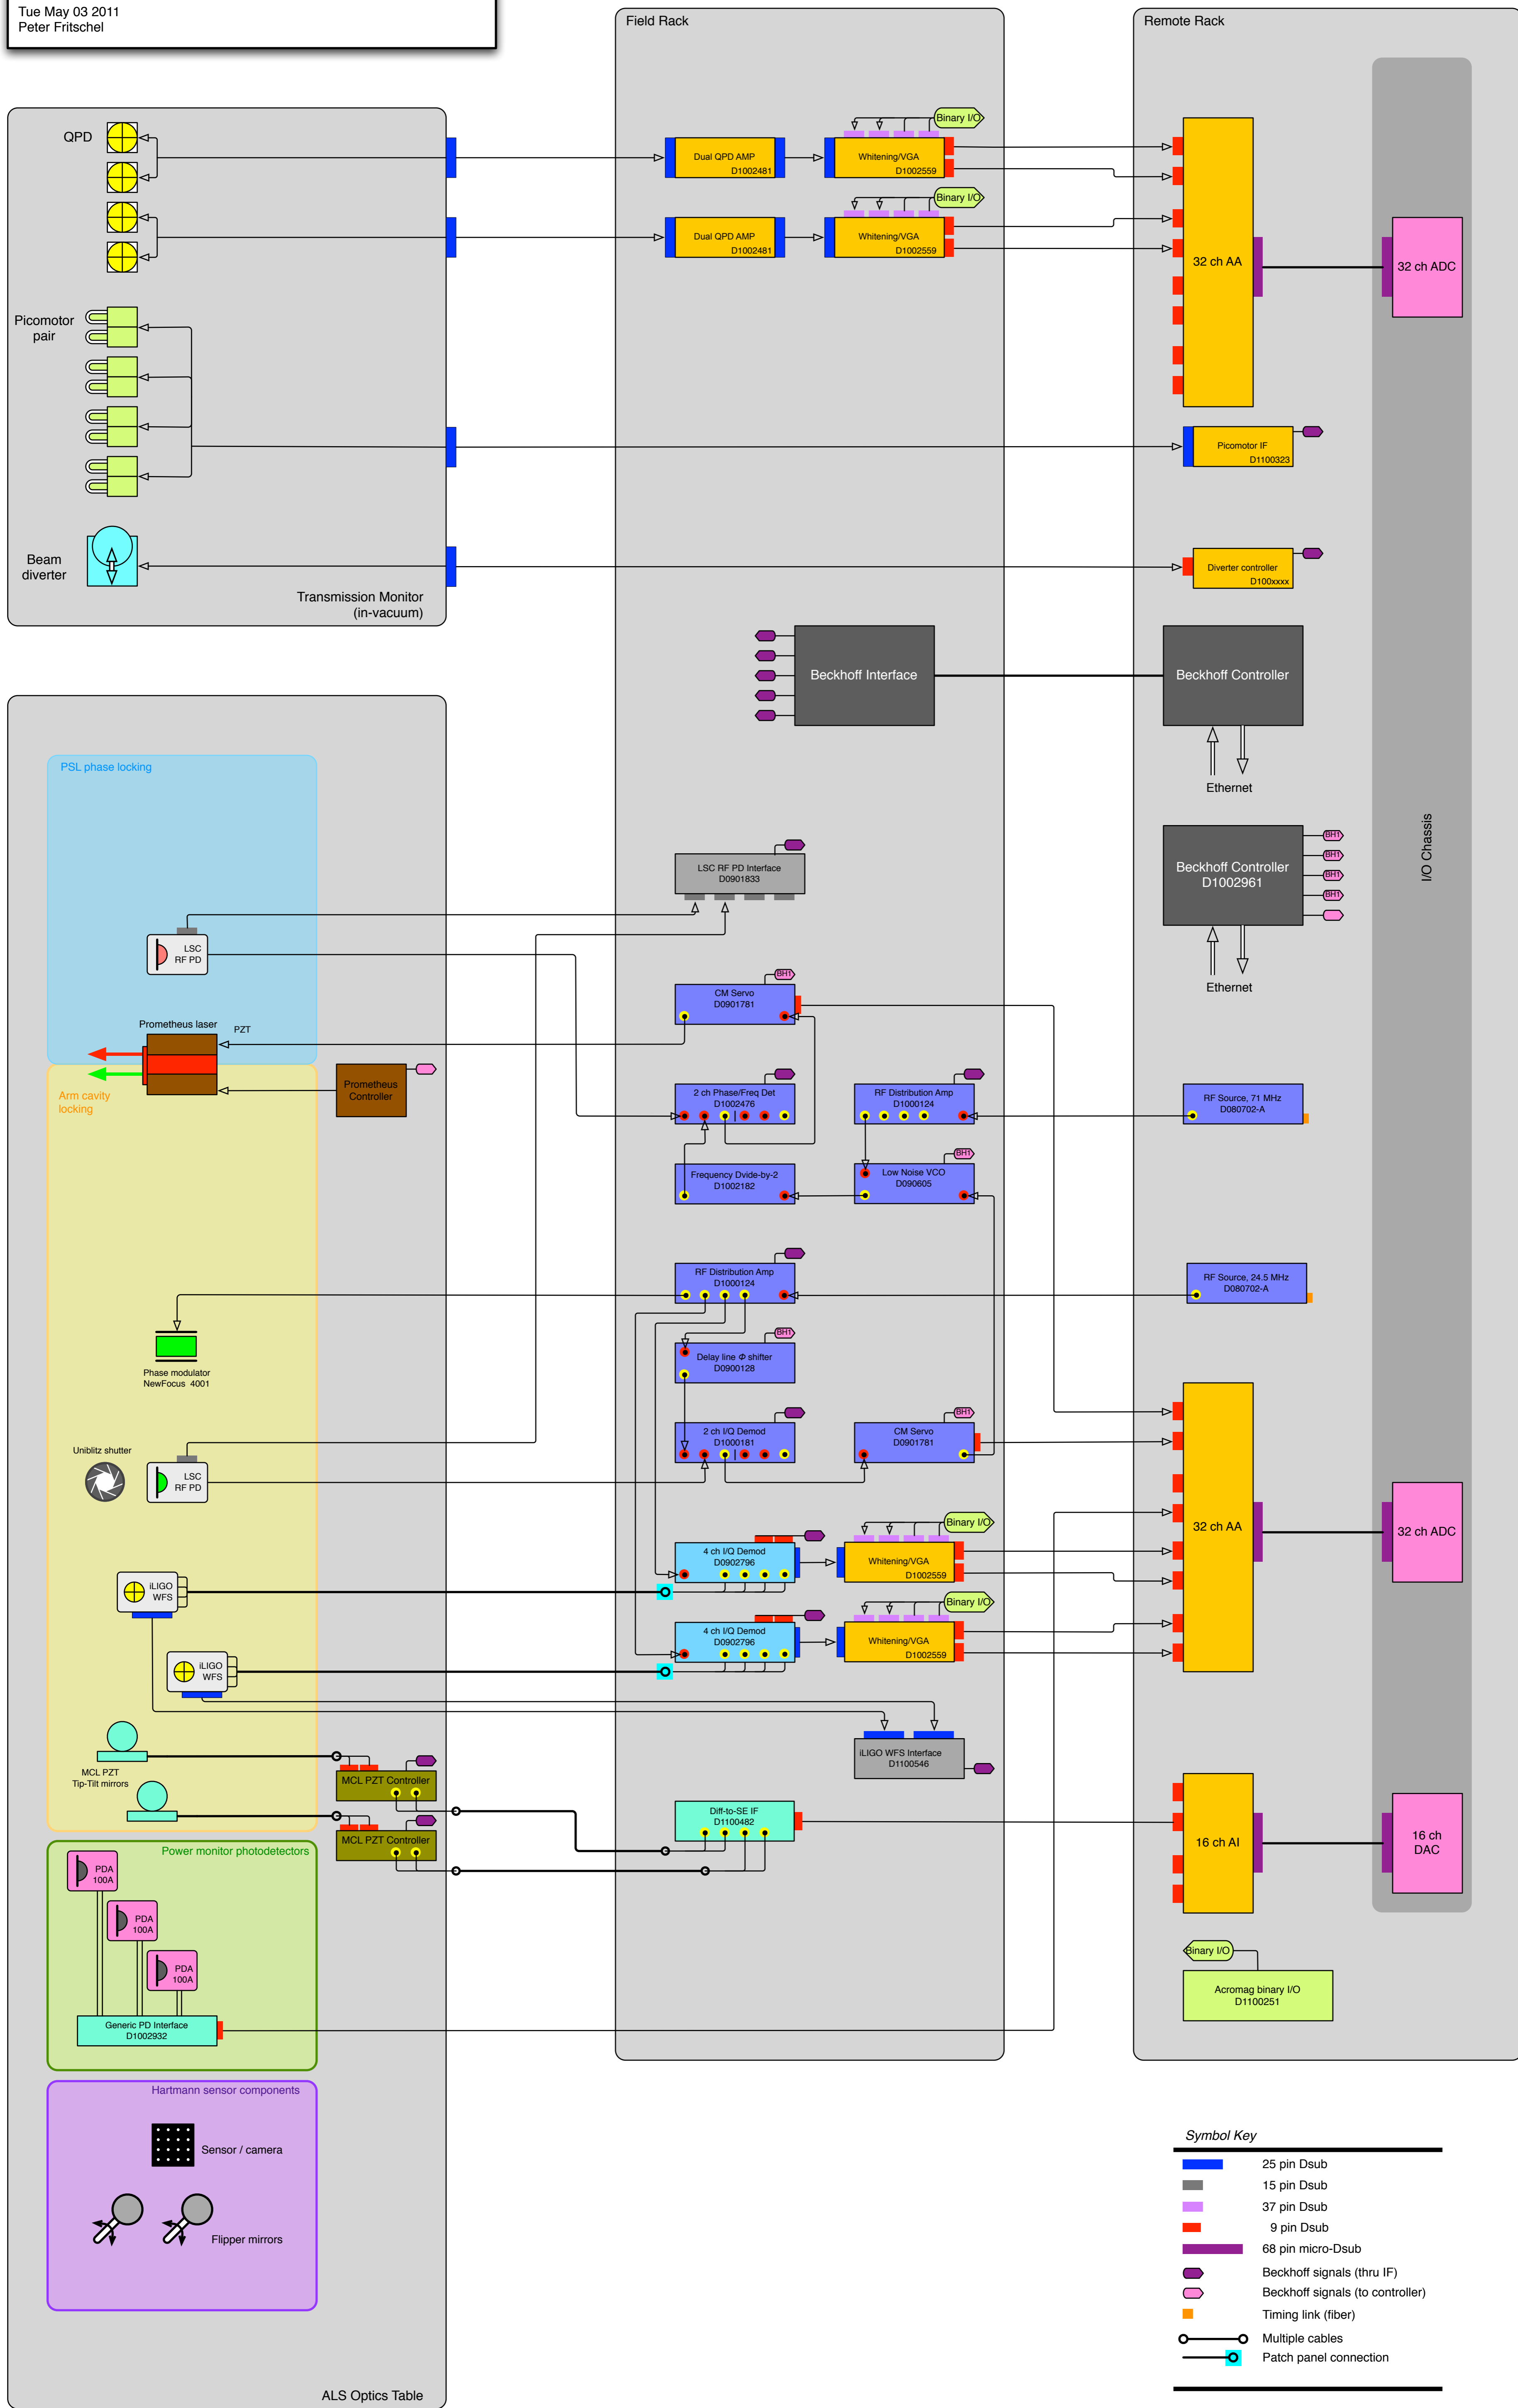 Tue May 03 2011
Peter Fritschel
Field Rack
Remote Rack
QPD
Picomotor
pair
Beam
diverter
Transmission Monitor
(in-vacuum)
Dual QPD AMP
D1002481
Whitening/VGA
D1002559
Binary I/O
Dual QPD AMP
D1002481
Whitening/VGA
D1002559
Binary I/O
32 ch AA
32 ch ADC
Picomotor IF
D1100323
Diverter controller
D100xxxx
Beckhoff Interface
Beckhoff Controller
Ethernet
Beckhoff Controller
D1002961
BH1
BH1
BH1
BH1
Ethernet
I/O Chassis
PSL phase locking
LSC
RF PD
Prometheus laser
PZT
Arm cavity
locking
Prometheus
Controller
LSC RF PD Interface
D0901833
BH1
CM Servo
D0901781
2 ch Phase/Freq Det
D1002476
RF Distribution Amp
D1000124
RF Source, 71 MHz
D080702-A
BH1
Frequency Dvide-by-2
D1002182
Low Noise VCO
D090605
RF Distribution Amp
D1000124
RF Source, 24.5 MHz
D080702-A
Phase modulator
NewFocus  4001
BH1
Delay line Φ shifter
D0900128
2 ch I/Q Demod
D1000181
BH1
CM Servo
D0901781
Uniblitz shutter
LSC
RF PD
32 ch AA
32 ch ADC
4 ch I/Q Demod
D0902796
Binary I/O
Whitening/VGA
D1002559
iLIGO
WFS
4 ch I/Q Demod
D0902796
Binary I/O
Whitening/VGA
D1002559
iLIGO
WFS
iLIGO WFS Interface
D1100546
MCL PZT
Tip-Tilt mirrors
MCL PZT Controller
MCL PZT Controller
Diff-to-SE IF
D1100482
16 ch AI
16 ch
DAC
Power monitor photodetectors
PDA
100A
PDA
100A
PDA
100A
Generic PD Interface
D1002932
Binary I/O
Acromag binary I/O
D1100251
Hartmann sensor components
Sensor / camera
Flipper mirrors
ALS Optics Table
Symbol Key
25 pin Dsub
15 pin Dsub
37 pin Dsub
9 pin Dsub
68 pin micro-Dsub
Beckhoff signals (thru IF)
Beckhoff signals (to controller)
Timing link (fiber)
Multiple cables
Patch panel connection